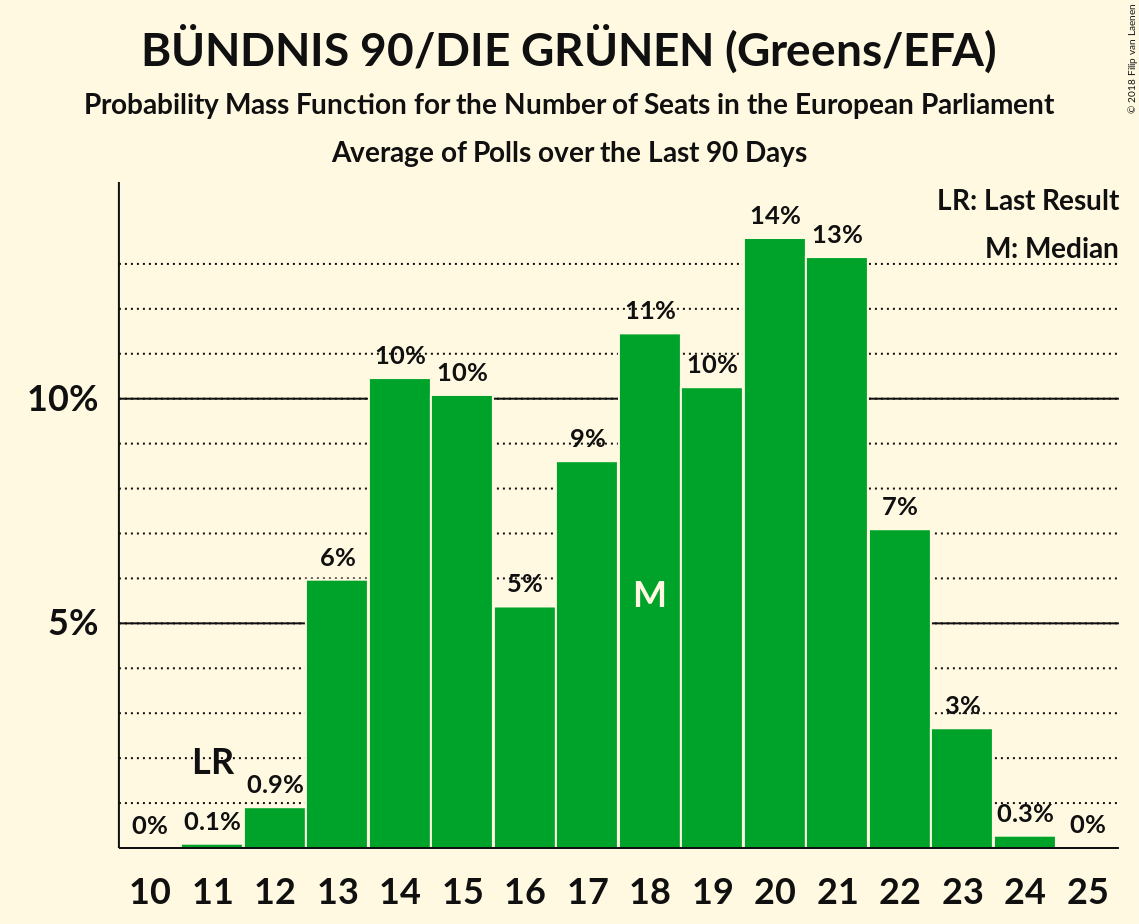 BÜNDNIS 90/DIE GRÜNEN (Greens/EFA)
Probability Mass Function for the Number of Seats in the European Parliament
Average of Polls over the Last 90 Days
© 2018 Filip van Laenen
LR: Last Result
M: Median
10%
5%
0%
0.1%
0.9%
6%
10%
10%
5%
9%
11%
10%
14%
13%
7%
3%
0.3%
0%
LR
M
10 11 12 13 14 15 16 17 18 19 20 21 22 23 24 25